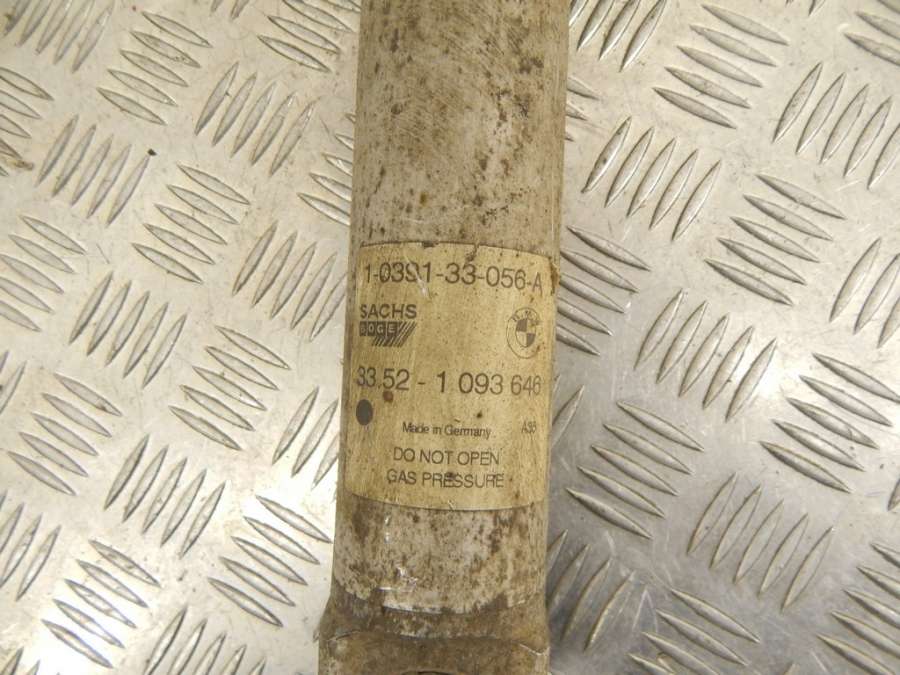 1-0391-33-056-A
SACHS
BOGE
BMW
33.52 - 1 093 646
Made in Germany
DO NOT OPEN
GAS PRESSURE